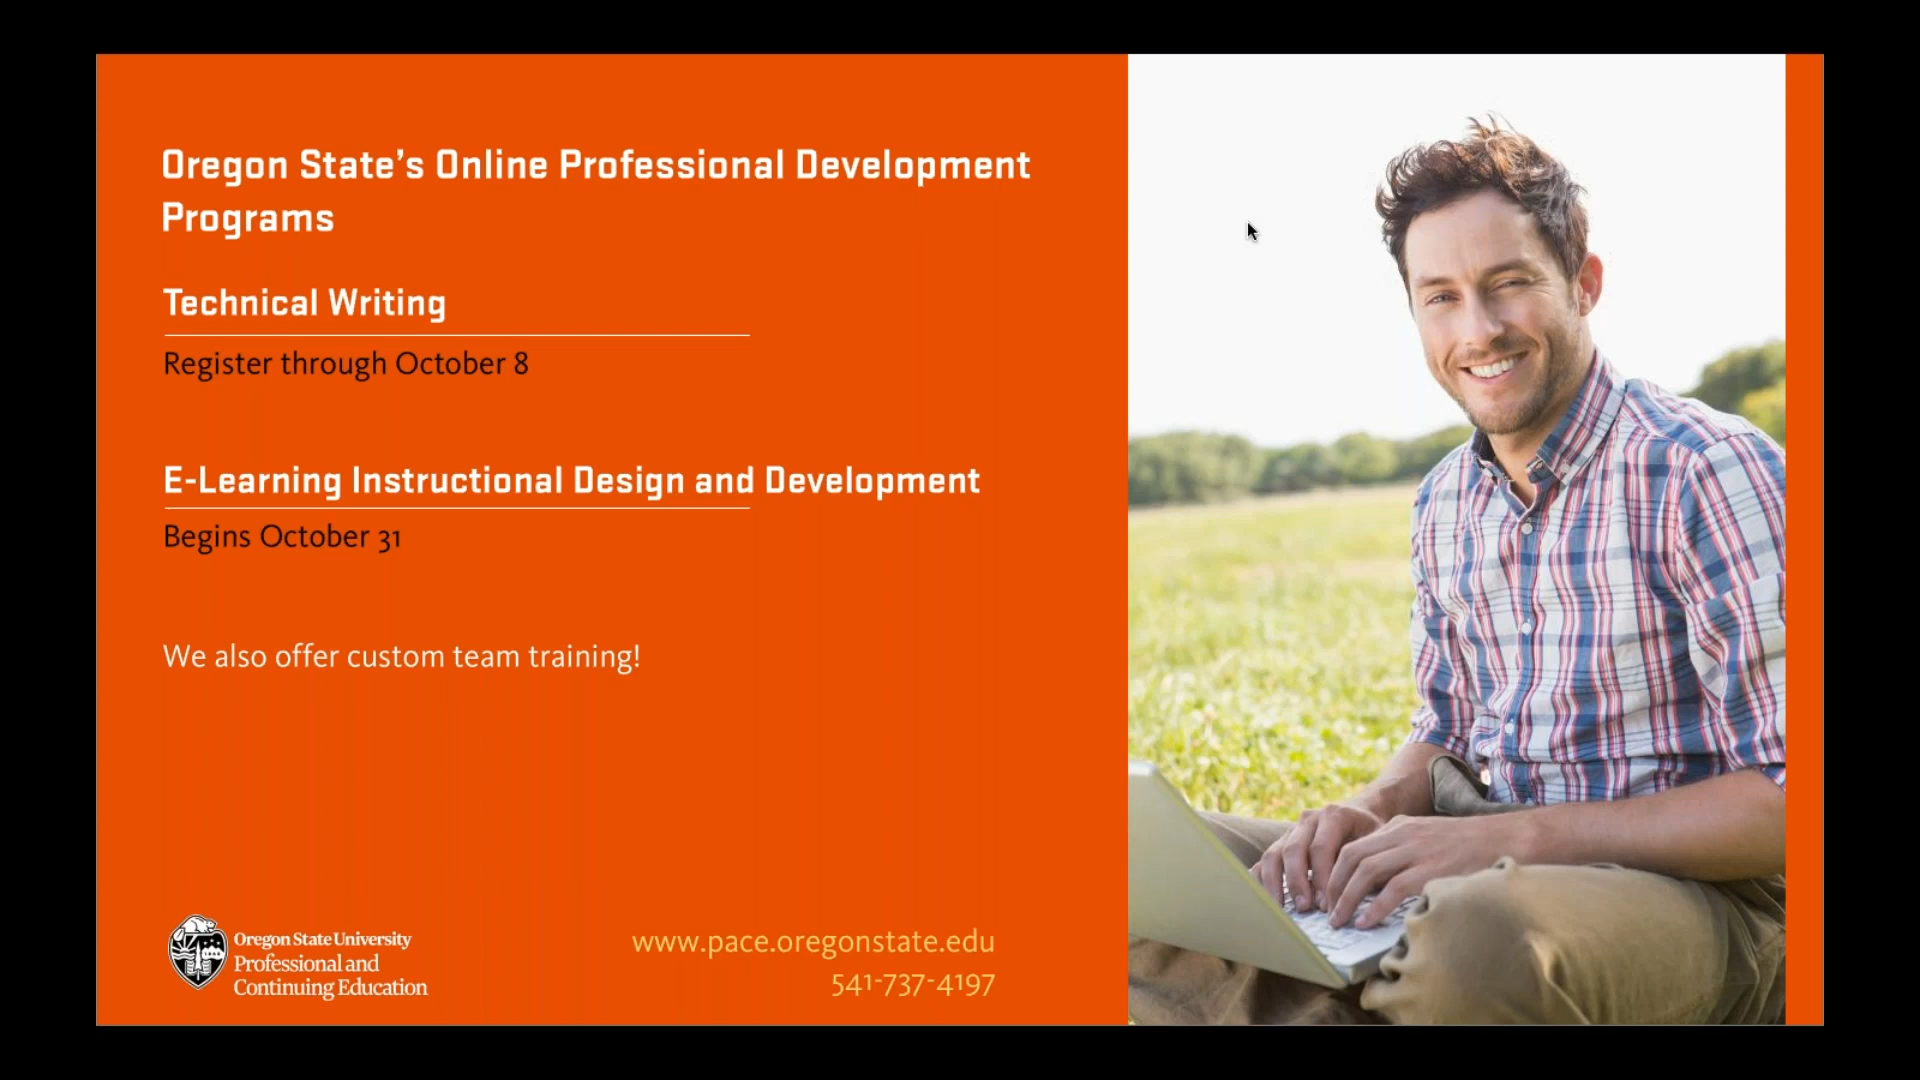 Oregon State’s Online Professional Development
Programs
Technical Writing
Register through October 8
E-Learning Instructional Design and Development
Begins October 31
We also offer custom team training!
Oregon State University
Professional and
Continuing Education
www.pace.oregonstate.edu
541-737-4197